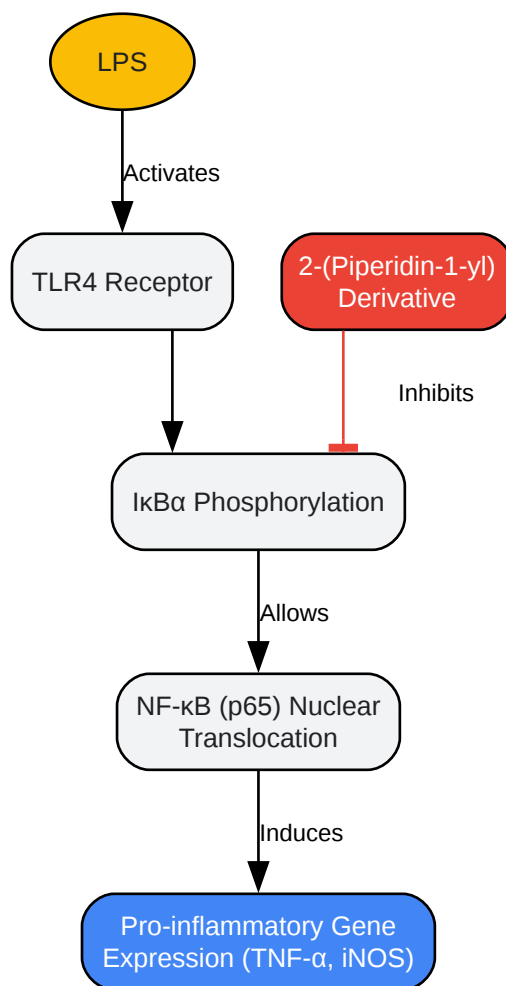 LPS
Activates
TLR4 Receptor
2-(Piperidin-1-yl)
Derivative
Inhibits
IκBα Phosphorylation
Allows
NF-κB (p65) Nuclear
Translocation
Induces
Pro-inflammatory Gene
Expression (TNF-α, iNOS)